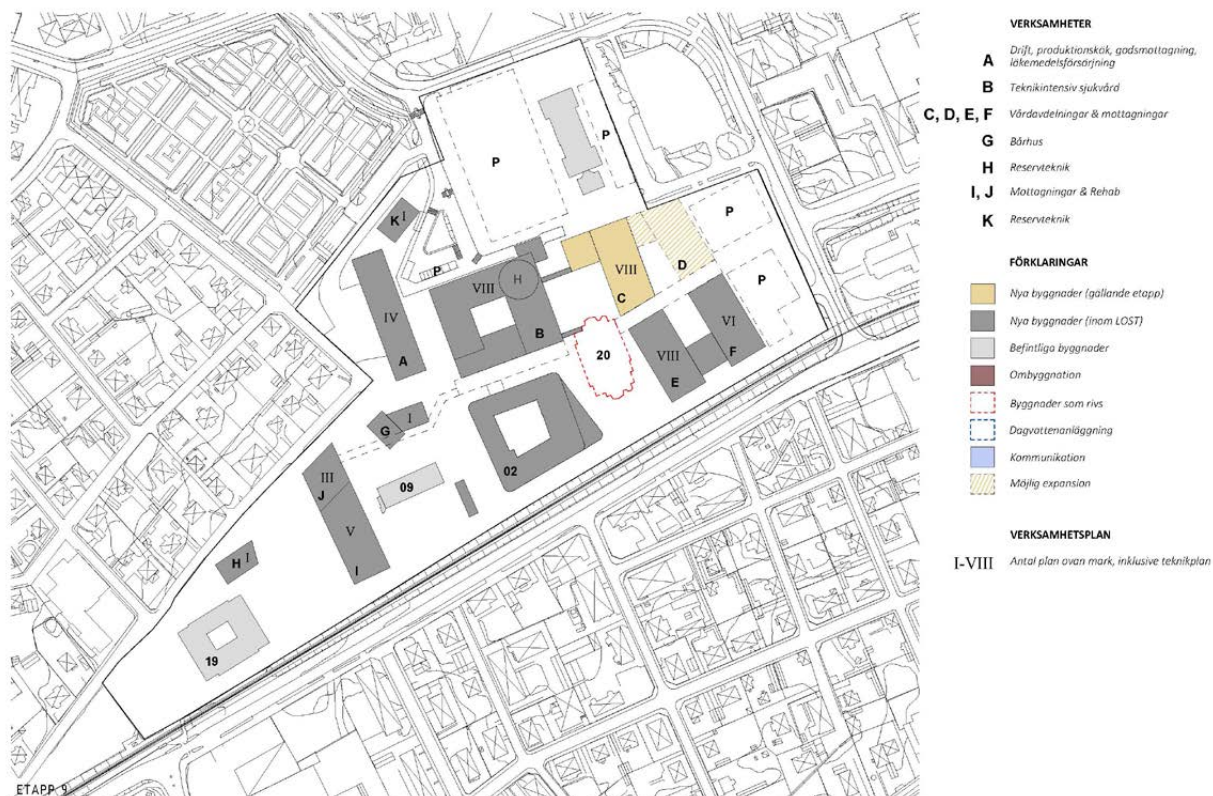 VERKSAMHETER
A Drift, produktionskök, godsmottagning, läkemedelsförsörjning
B Teknikintensiv sjukvård
C, D, E, F Vårdavdelningar & mottagningar
G Bårhus
H Reservteknik
I, J Mottagningar & Rehab
K Reservteknik
FÖRKLARINGAR
Nya byggnader (gällande etapp)
Nya byggnader (inom LOST)
Befintliga byggnader
Ombyggnation
Byggnader som rivs
Dagvattenanläggning
Kommunikation
Möjlig expansion
VERKSAMHETSPLAN
I-VIII Antal plan ovan mark, inklusive teknikplan
P
P
K I
P
P
VIII
H
VIII
D
P
IV
C
B
VI
A
20
VIII
F
E
I
G
02
III
J
09
V
H I
I
19
ETAPP 9